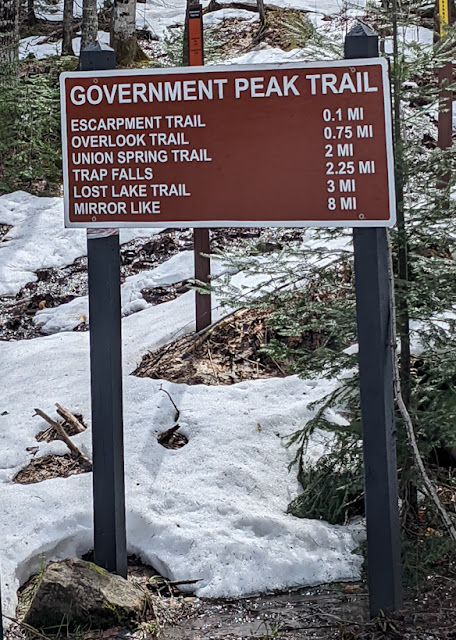 GOVERNMENT PEAK TRAIL
ESCARPMENT TRAIL 0.1 MI
OVERLOOK TRAIL 0.75 MI
UNION SPRING TRAIL 2 MI
TRAP FALLS 2.25 MI
LOST LAKE TRAIL 3 MI
MIRROR LIKE 8 MI